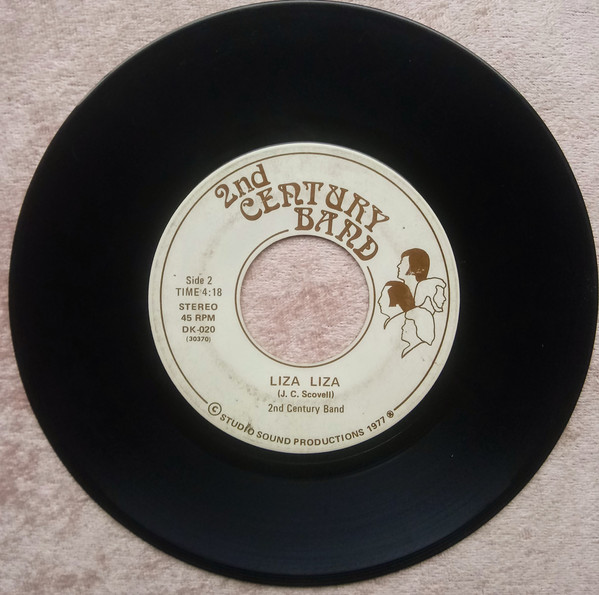 2nd
CENTURY
BAND
Side 2
TIME 4:18
STEREO
45 RPM
DK-020
(30370)
LIZA LIZA
(J. C. Scovell)
2nd Century Band
© STUDIO SOUND PRODUCTIONS 1977 ®